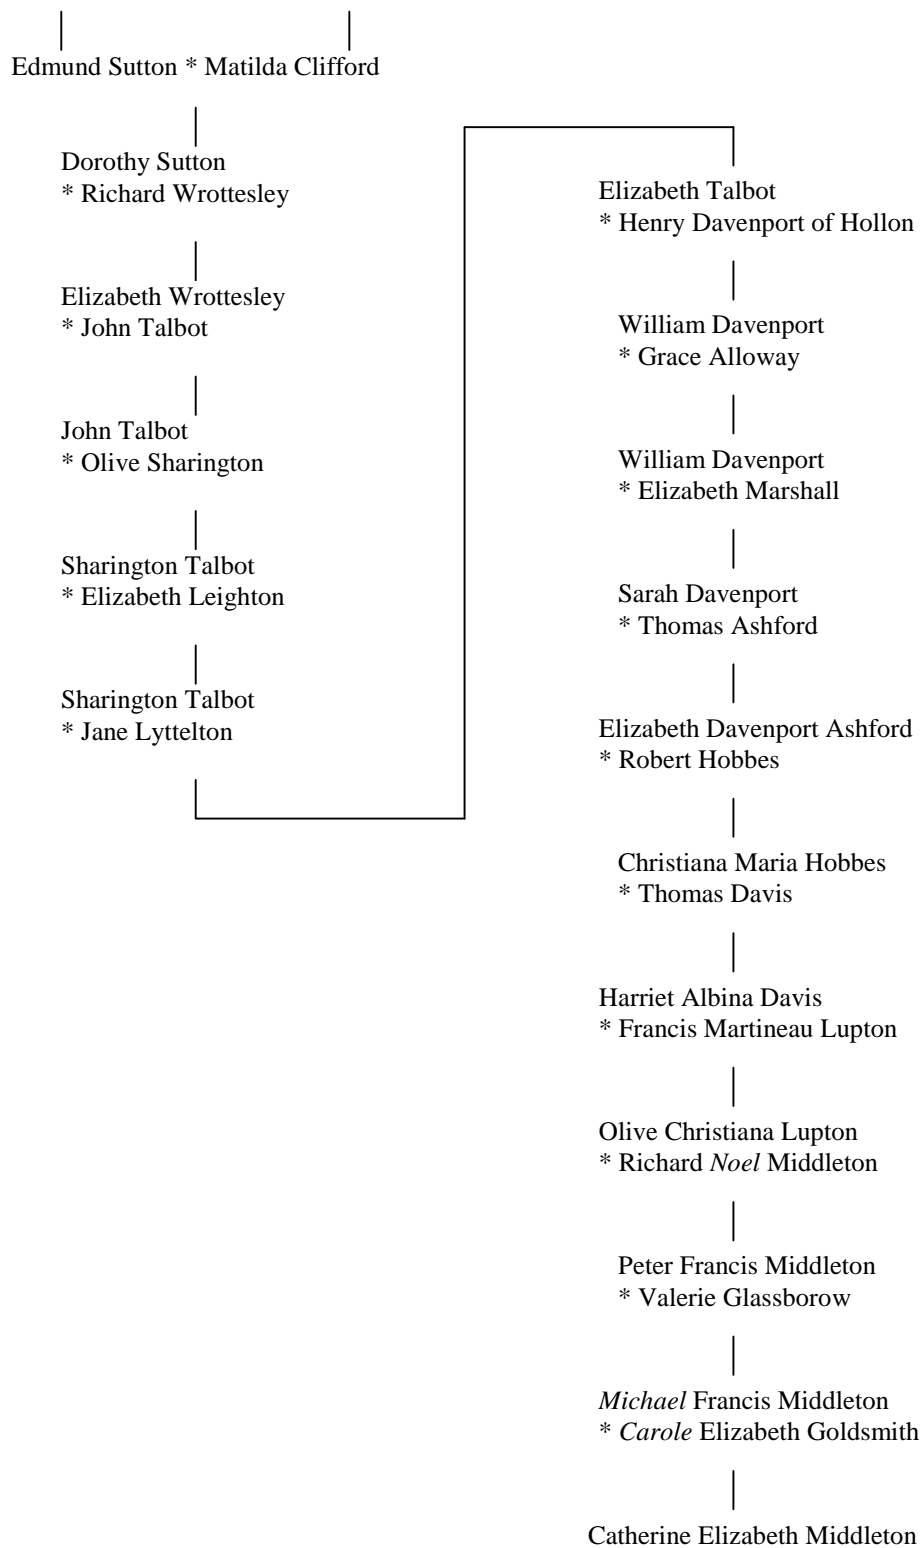 Edmund Sutton * Matilda Clifford
Dorothy Sutton
* Richard Wrottesley
Elizabeth Wrottesley
* John Talbot
John Talbot
* Olive Sharington
Sharington Talbot
* Elizabeth Leighton
Sharington Talbot
* Jane Lyttelton
Elizabeth Talbot
* Henry Davenport of Hollon
William Davenport
* Grace Alloway
William Davenport
* Elizabeth Marshall
Sarah Davenport
* Thomas Ashford
Elizabeth Davenport Ashford
* Robert Hobbes
Christiana Maria Hobbes
* Thomas Davis
Harriet Albina Davis
* Francis Martineau Lupton
Olive Christiana Lupton
* Richard Noel Middleton
Peter Francis Middleton
* Valerie Glassborow
Michael Francis Middleton
* Carole Elizabeth Goldsmith
Catherine Elizabeth Middleton